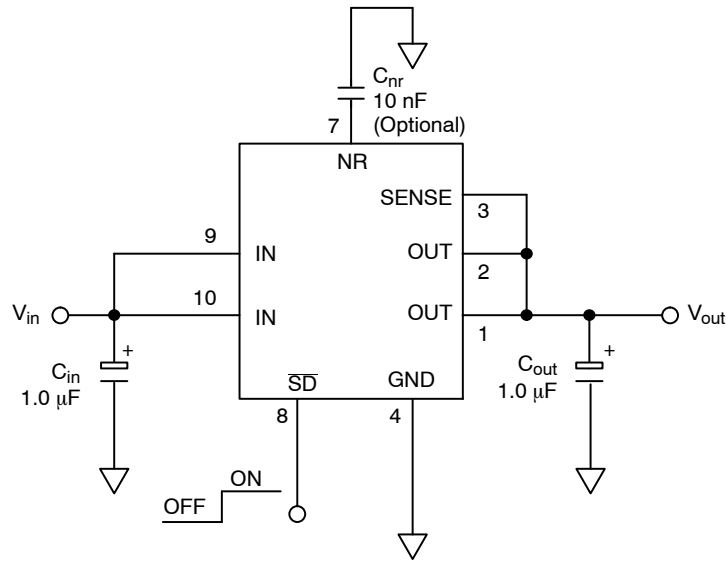 Cnr
10 nF
(Optional)
7
NR
SENSE
3
9
IN
OUT
2
Vin
10
IN
OUT
1
Vout
+
Cin
1.0 μF
+
Cout
1.0 μF
SD
GND
8
4
ON
OFF